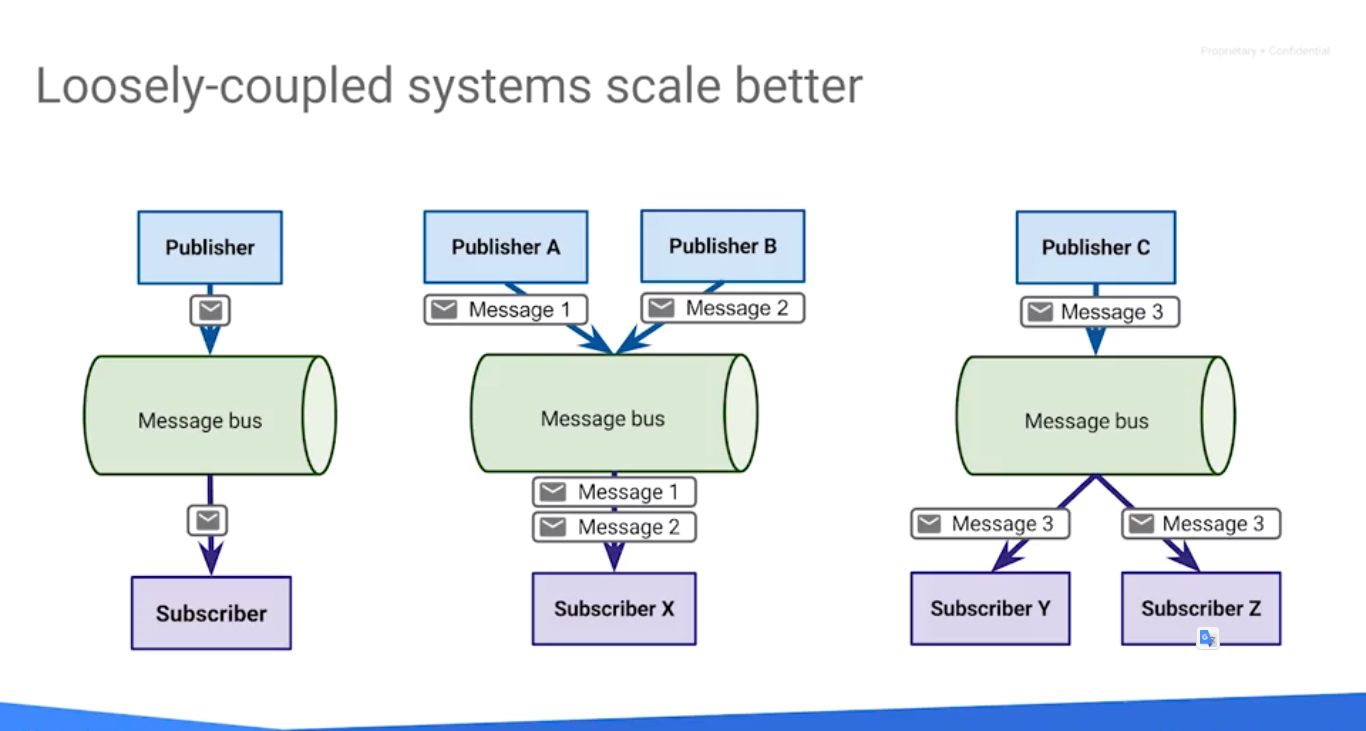 Proprietary + Confidential
Loosely-coupled systems scale better
Publisher
Message bus
Subscriber
Publisher A
Publisher B
Message 1
Message 2
Message bus
Message 1
Message 2
Subscriber X
Publisher C
Message 3
Message bus
Message 3
Message 3
Subscriber Y
Subscriber Z